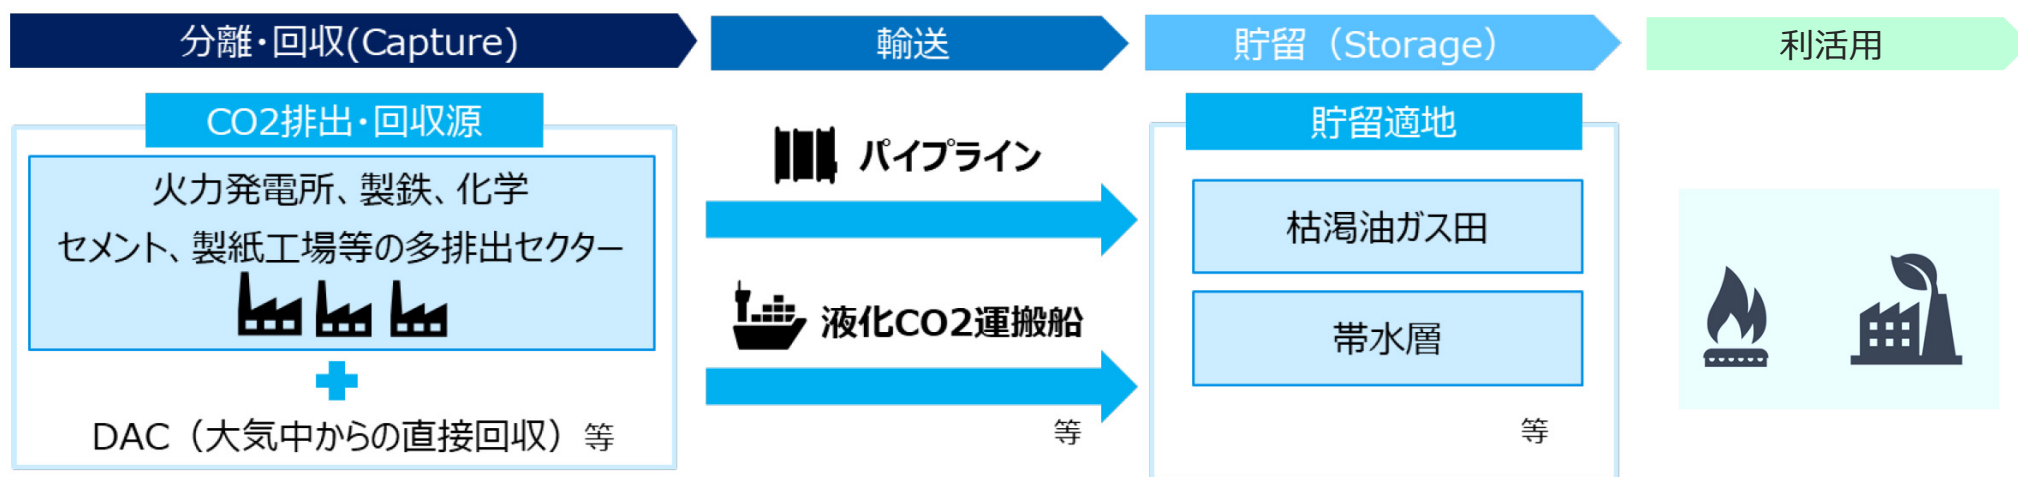 分離・回収(Capture)
輸送
貯留（Storage）
利活用
CO2排出・回収源
火力発電所、製鉄、化学
セメント、製紙工場等の多排出セクター
DAC（大気中からの直接回収）等
パイプライン
液化CO2運搬船
等
貯留適地
枯渇油ガス田
帯水層
等